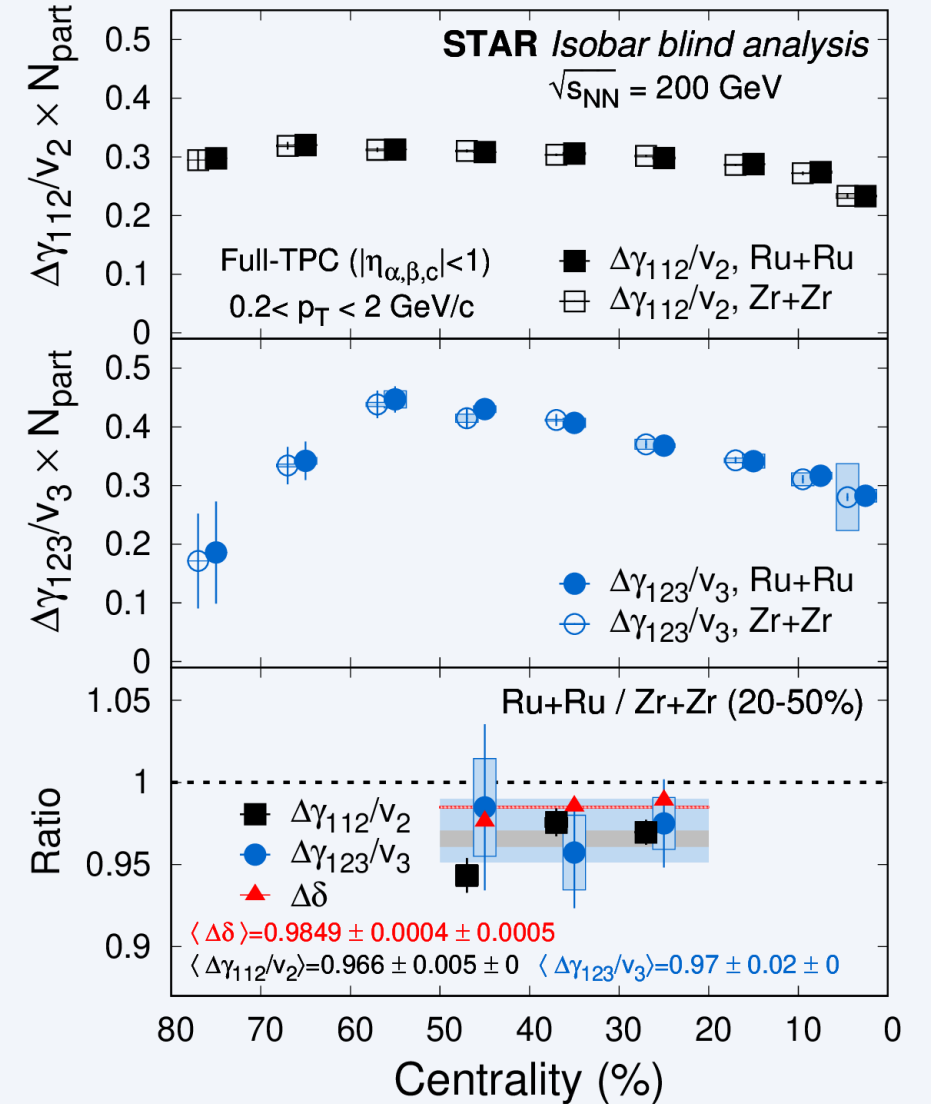 STAR Isobar blind analysis
√sNN = 200 GeV
Δγ112/v2 × Npart
0.5
0.4
0.3
0.2
0.1
0
Full-TPC (|ηα,β,c|<1)
0.2< pT < 2 GeV/c
Δγ112/v2, Ru+Ru
Δγ112/v2, Zr+Zr
Δγ123/v3 × Npart
0.5
0.4
0.3
0.2
0.1
0
Δγ123/v3, Ru+Ru
Δγ123/v3, Zr+Zr
Ratio
1.05
1
0.95
0.9
Ru+Ru / Zr+Zr (20-50%)
Δγ112/v2
Δγ123/v3
Δδ
⟨ Δδ ⟩=0.9849 ± 0.0004 ± 0.0005
⟨ Δγ112/v2⟩=0.966 ± 0.005 ± 0 ⟨ Δγ123/v3⟩=0.97 ± 0.02 ± 0
80 70 60 50 40 30 20 10 0
Centrality (%)